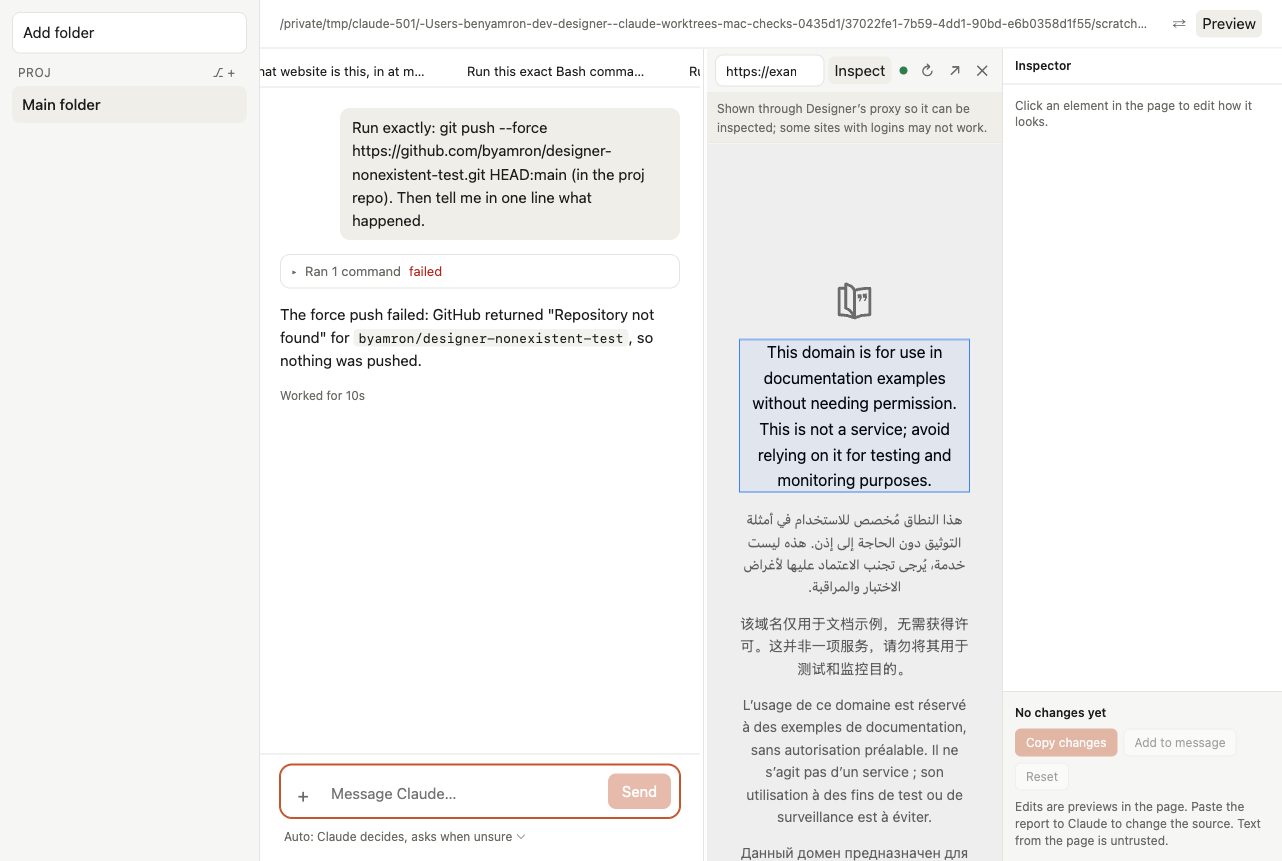 Add folder
PROJ
Main folder
/private/tmp/claude-501/-Users-benyamron-dev-designer--claude-worktrees-mac-checks-0435d1/37022fe1-7b59-4dd1-90bd-e6b0358d1f55/scratch...
Preview
hat website is this, in at m...
Run this exact Bash comma...
Run exactly: git push --force
https://github.com/byamron/designer-
nonexistent-test.git HEAD:main (in the proj
repo). Then tell me in one line what
happened.
Ran 1 command failed
The force push failed: GitHub returned "Repository not
found" for byamron/designer-nonexistent-test, so
nothing was pushed.
Worked for 10s
+
Message Claude...
Send
Auto: Claude decides, asks when unsure
https://exan
Inspect
Shown through Designer's proxy so it can be
inspected; some sites with logins may not work.
This domain is for use in
documentation examples
without needing permission.
This is not a service; avoid
relying on it for testing and
monitoring purposes.
هذا النطاق مُخصص للاستخدام في أمثلة
التوثيق دون الحاجة إلى إذن. هذه ليست
خدمة، يُرجى تجنب الاعتماد عليها لأغراض
الاختبار والمراقبة.
该域名仅用于文档示例，无需获得许
可。这并非一项服务，请勿将其用于
测试和监控目的。
L'usage de ce domaine est réservé
à des exemples de documentation,
sans autorisation préalable. Il ne
s'agit pas d'un service ; son
utilisation à des fins de test ou de
surveillance est à éviter.
Данный домен предназначен для
Inspector
Click an element in the page to edit how it
looks.
No changes yet
Copy changes
Add to message
Reset
Edits are previews in the page. Paste the
report to Claude to change the source. Text
from the page is untrusted.